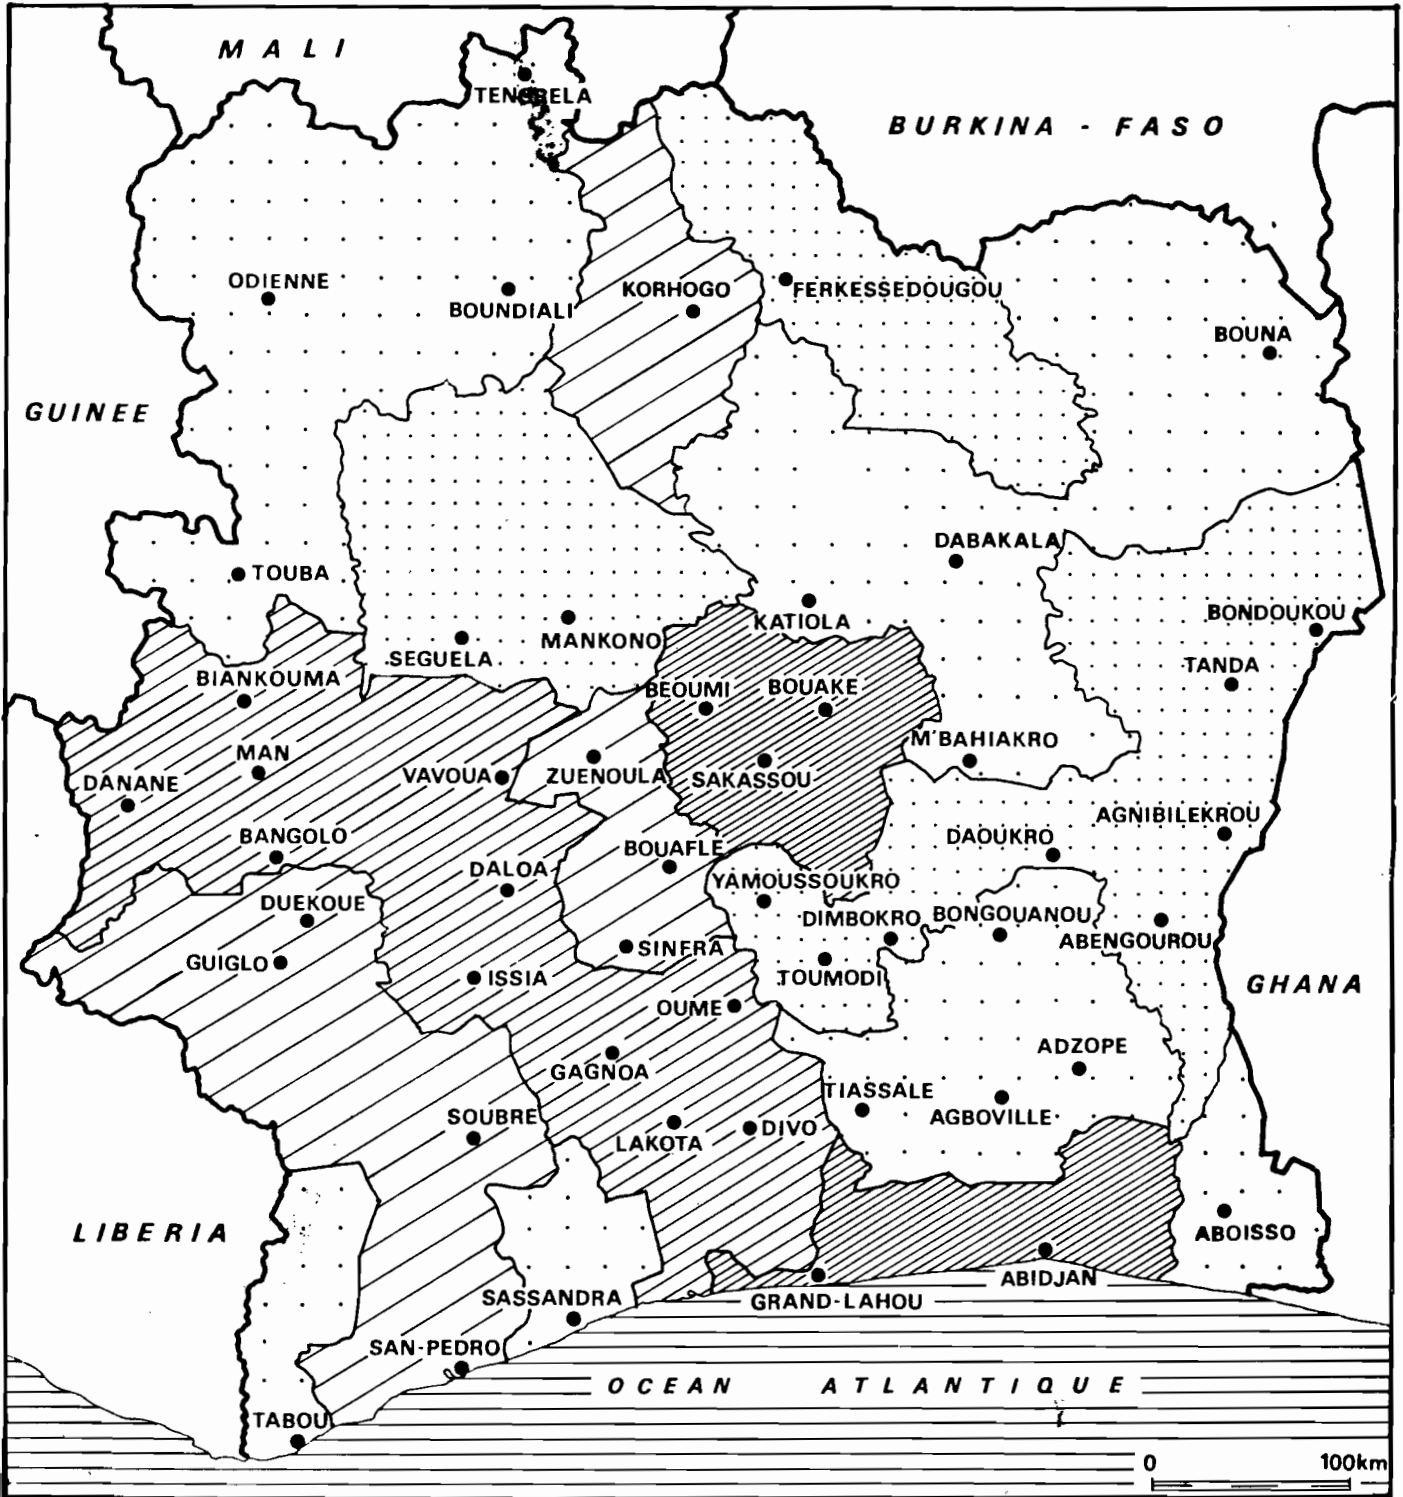 MALI
TENGRELA
BURKINA - FASO
ODIENNE
BOUNDIALI
KORHOGO
FERKESSEDOUGOU
BOUNA
GUINEE
DABAKALA
TOUBA
KATIOLA
BONDOUKOU
MANKONO
SEGUELA
TANDA
BIANKOUMA
BEOUMI
BOUAKE
M'BAHIAKRO
MAN
DANANE
VAVOUA
ZUENOULA
SAKASSOU
AGNIBILEKROU
BANGOLO
DAOUKRO
BOUAFLE
DALOA
YAMOUSSOUKRO
DUEKOUE
DIMBOKRO
BONGOUANOU
ABENGOUROU
SINFRA
GUIGLO
ISSIA
TOUMODI
GHANA
OUME
ADZOPE
GAGNOA
TIASSALE
AGBOVILLE
SOUBRE
LAKOTA
DIVO
LIBERIA
ABOISSO
ABIDJAN
SASSANDRA
GRAND-LAHOU
SAN-PEDRO
OCEAN ATLANTIQUE
TABOU
0 100km